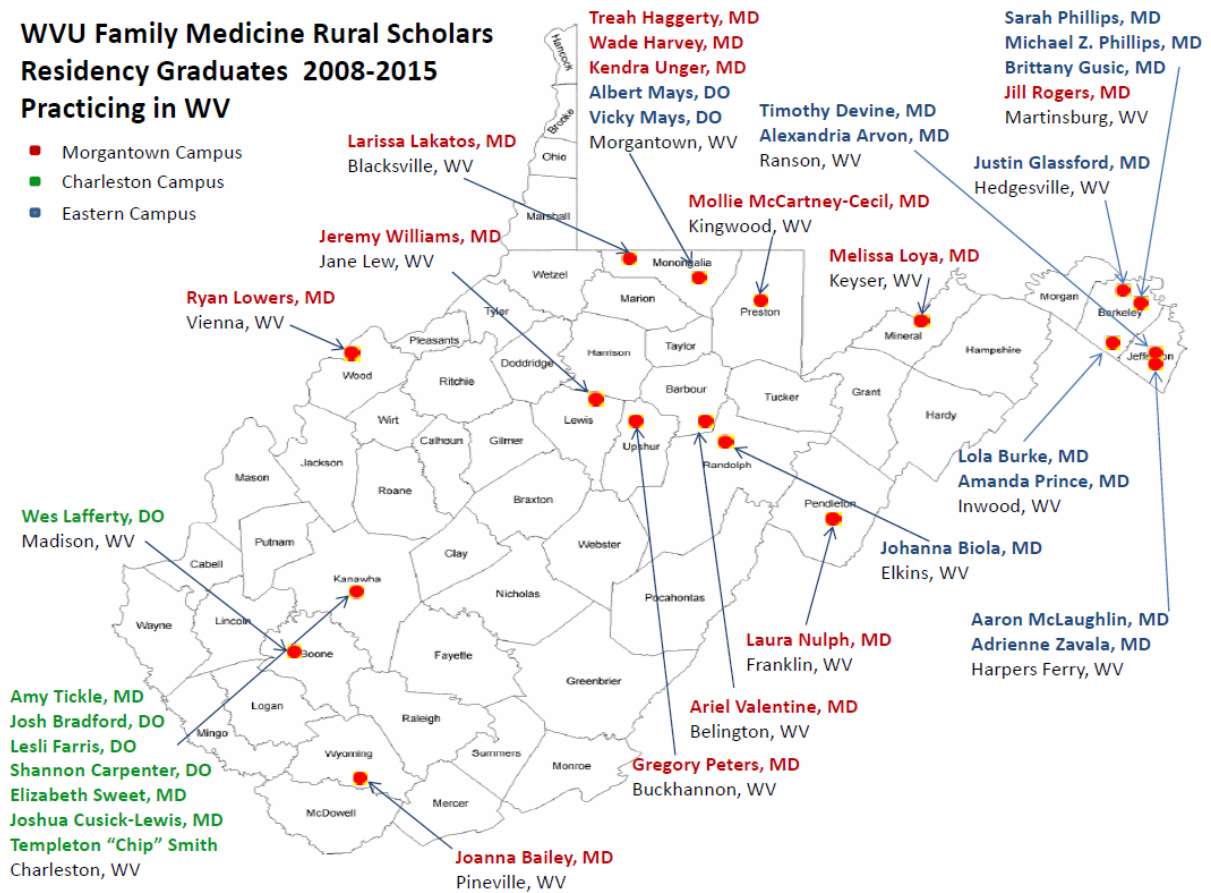 WVU Family Medicine Rural Scholars
Residency Graduates 2008-2015
Practicing in WV
Morgantown Campus
Charleston Campus
Eastern Campus
Treah Haggerty, MD
Wade Harvey, MD
Kendra Unger, MD
Albert Mays, DO
Vicky Mays, DO
Morgantown, WV
Sarah Phillips, MD
Michael Z. Phillips, MD
Brittany Gusic, MD
Jill Rogers, MD
Martinsburg, WV
Timothy Devine, MD
Alexandria Arvon, MD
Ranson, WV
Justin Glassford, MD
Hedgesville, WV
Larissa Lakatos, MD
Blacksville, WV
Mollie McCartney-Cecil, MD
Kingwood, WV
Jeremy Williams, MD
Jane Lew, WV
Melissa Loya, MD
Keyser, WV
Ryan Lowers, MD
Vienna, WV
Hancock
Brooke
Ohio
Marshall
Wetzel
Monongalia
Marion
Preston
Tyler
Pleasants
Wood
Doddridge
Harrison
Taylor
Ritchie
Barbour
Tucker
Mineral
Hampshire
Morgan
Berkeley
Jefferson
Grant
Hardy
Wirt
Calhoun
Gilmer
Lewis
Upshur
Randolph
Jackson
Mason
Roane
Braxton
Pendleton
Webster
Putnam
Clay
Cabell
Kanawha
Nicholas
Pocahontas
Wayne
Lincoln
Boone
Fayette
Greenbrier
Logan
Mingo
Raleigh
Wyoming
Summers
Monroe
Mercer
McDowell
Lola Burke, MD
Amanda Prince, MD
Inwood, WV
Johanna Biola, MD
Elkins, WV
Aaron McLaughlin, MD
Adrienne Zavala, MD
Harpers Ferry, WV
Laura Nulph, MD
Franklin, WV
Ariel Valentine, MD
Belington, WV
Gregory Peters, MD
Buckhannon, WV
Wes Lafferty, DO
Madison, WV
Amy Tickle, MD
Josh Bradford, DO
Lesli Farris, DO
Shannon Carpenter, DO
Elizabeth Sweet, MD
Joshua Cusick-Lewis, MD
Templeton “Chip” Smith
Charleston, WV
Joanna Bailey, MD
Pineville, WV